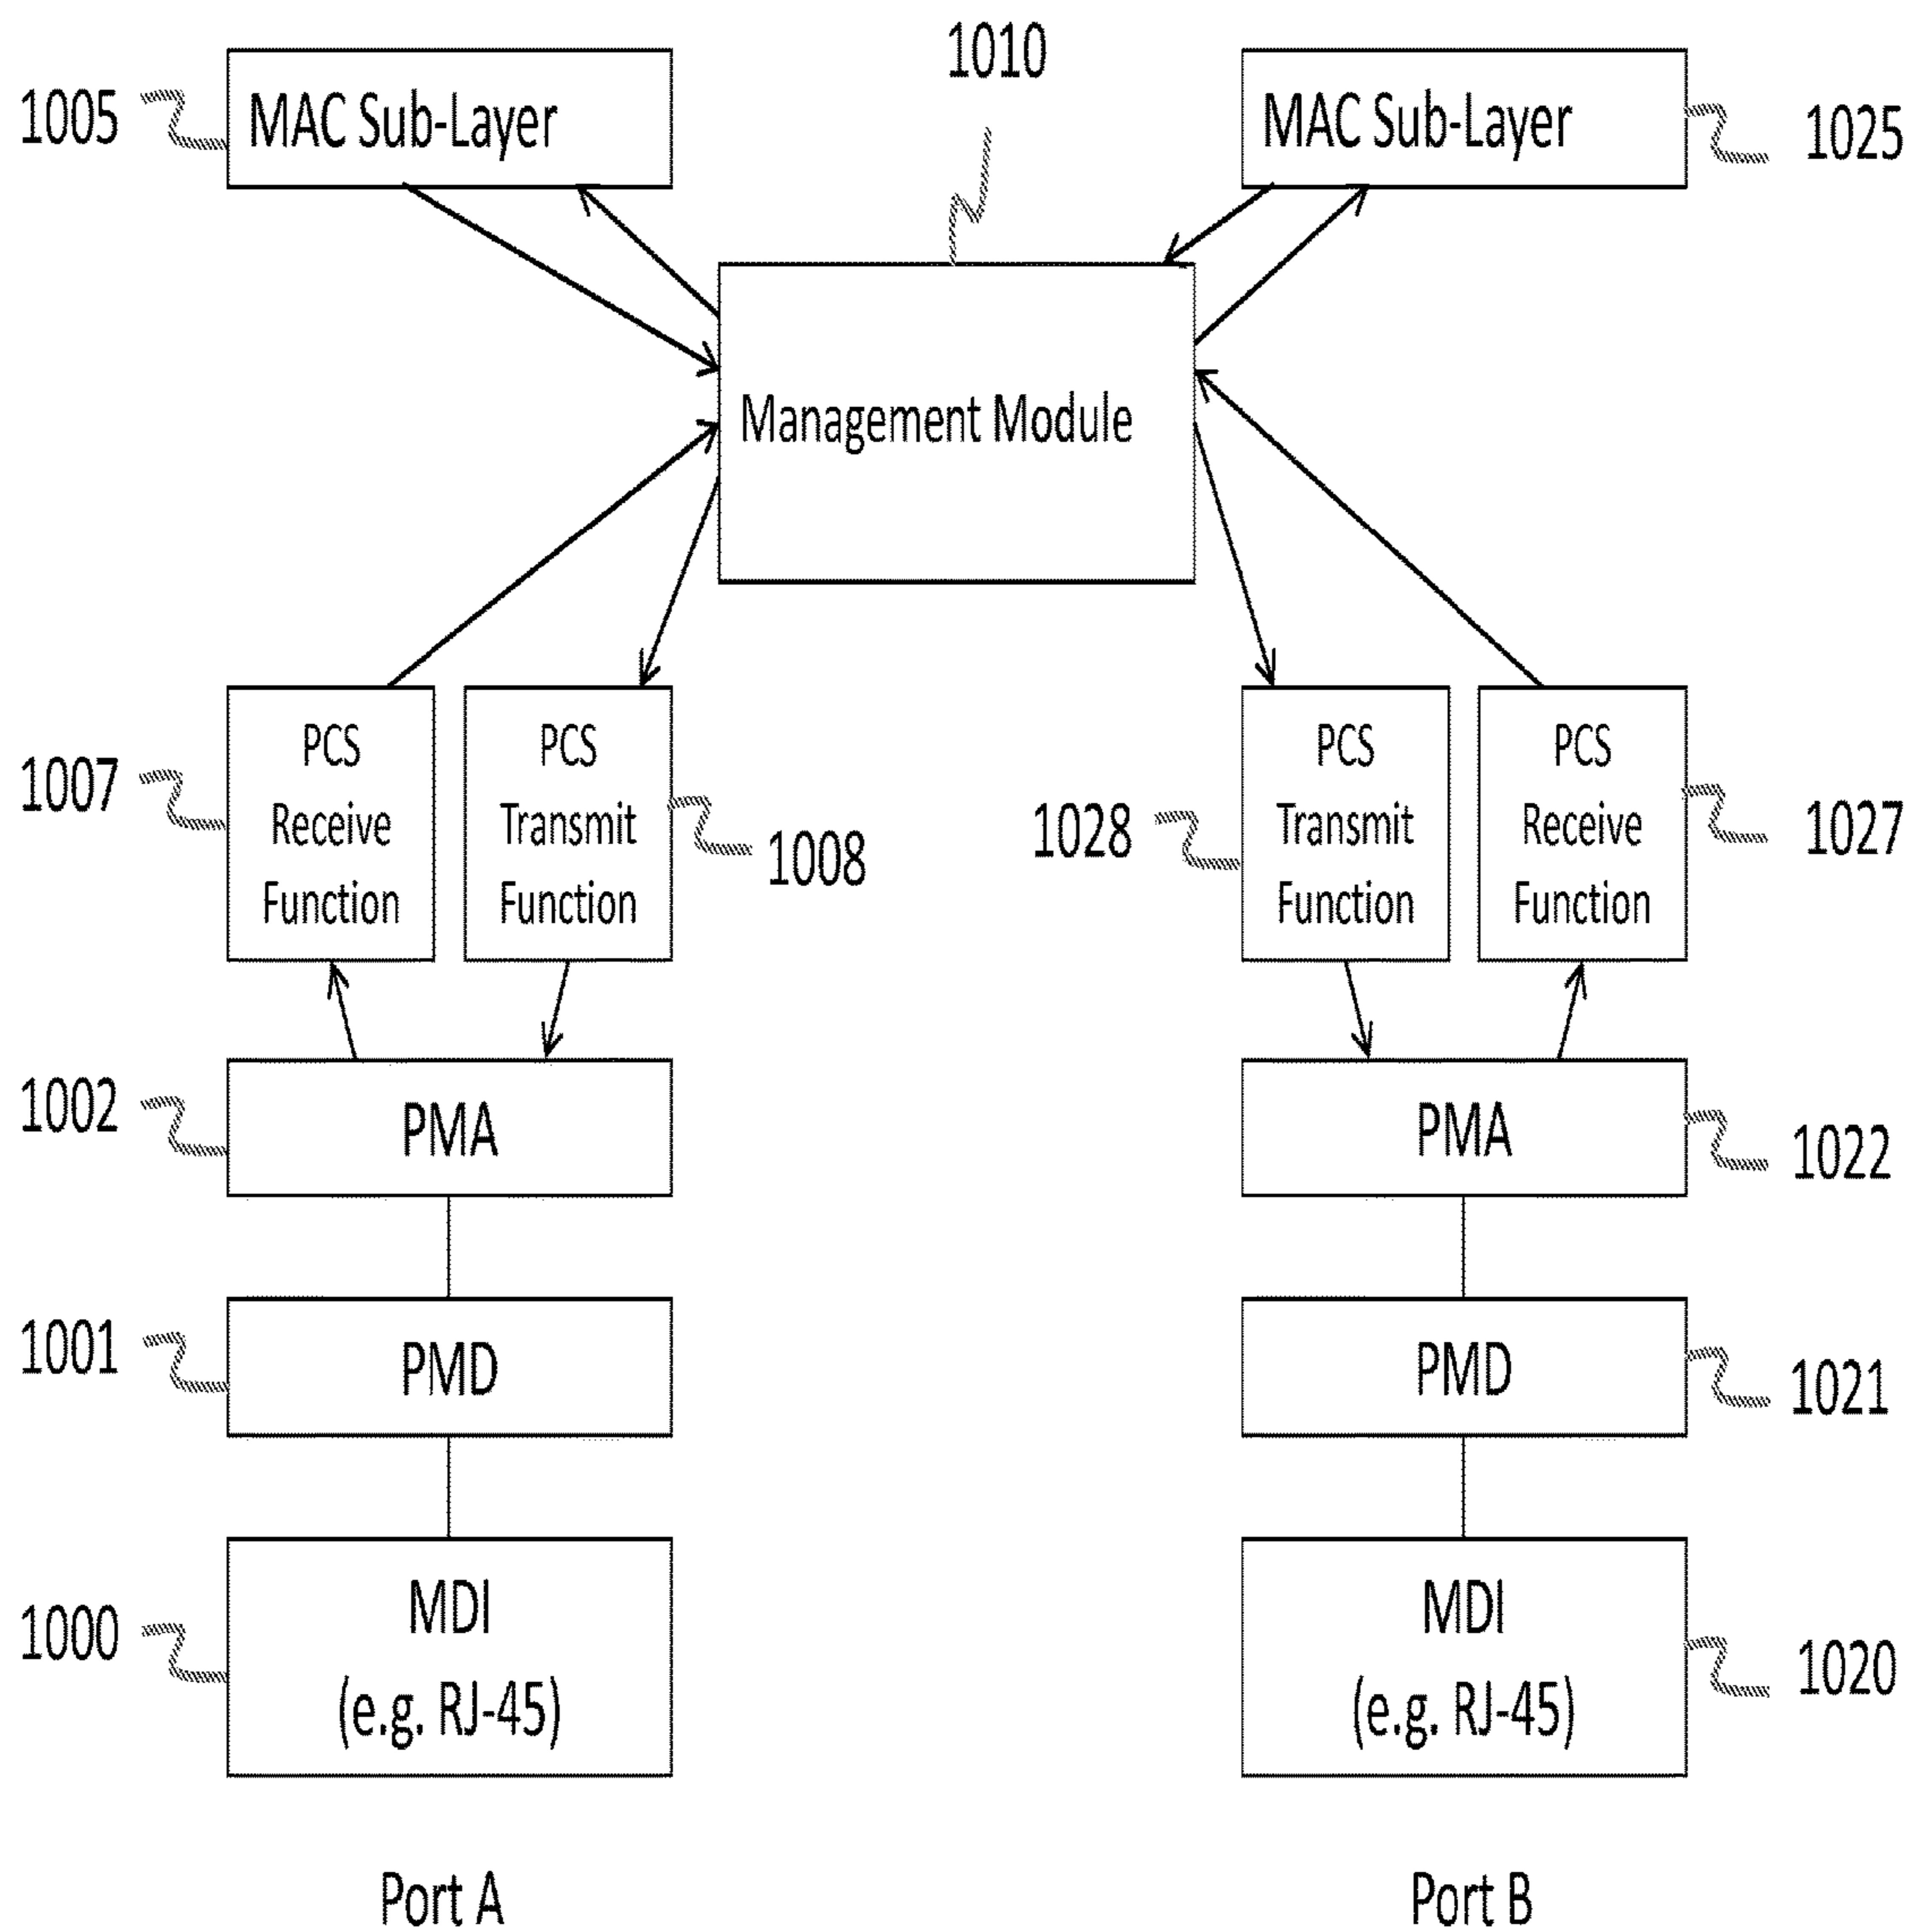 1010
1005
MAC Sub-Layer
MAC Sub-Layer
1025
Management Module
1007
PCS
Receive
Function
PCS
Transmit
Function
1008
1028
PCS
Transmit
Function
PCS
Receive
Function
1027
1002
PMA
PMA
1022
1001
PMD
PMD
1021
1000
MDI
(e.g. RJ-45)
MDI
(e.g. RJ-45)
1020
Port A
Port B